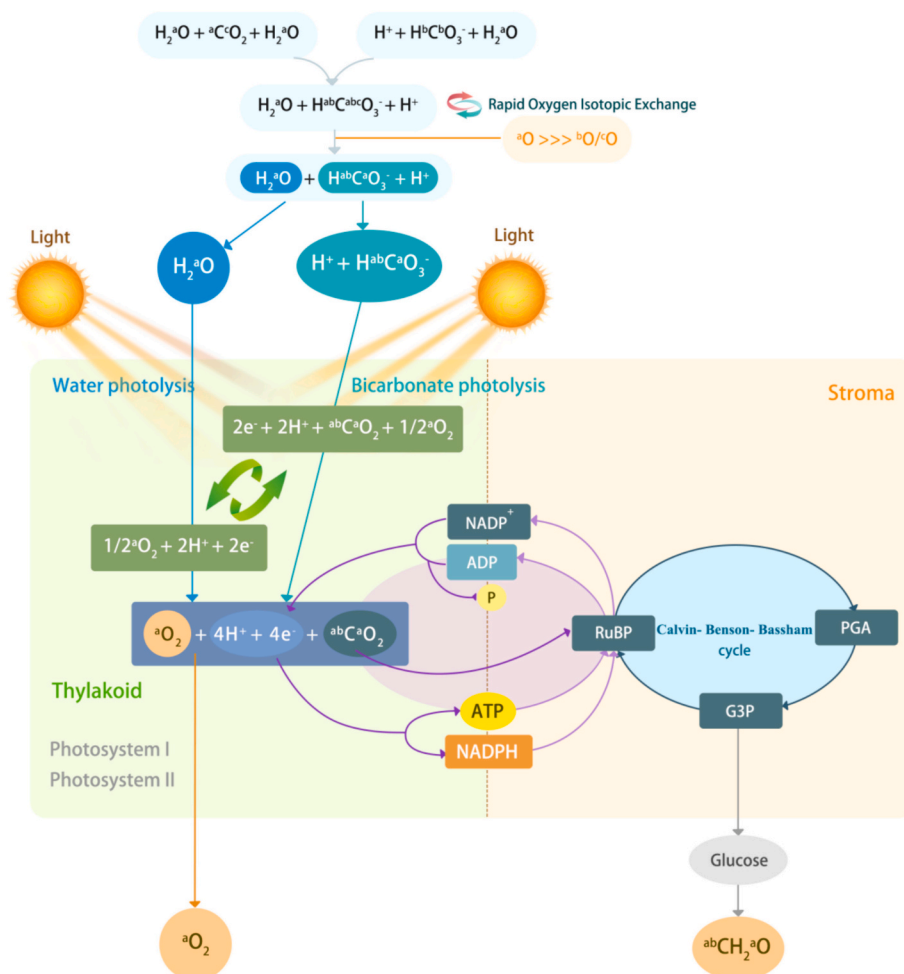 H₂ᵃO + ᵃCᶜO₂ + H₂ᵃO
H⁺ + HᵇCᵇO₃⁻ + H₂ᵃO
H₂ᵃO + HᵃᵇCᵃᵇᶜO₃⁻ + H⁺
Rapid Oxygen Isotopic Exchange
ᵃO >>> ᵇO/ᶜO
H₂ᵃO + HᵃᵇCᵃO₃⁻ + H⁺
Light
Light
H₂ᵃO
H⁺ + HᵃᵇCᵃO₃⁻
Water photolysis
Bicarbonate photolysis
Stroma
2e⁻ + 2H⁺ + ᵃᵇCᵃO₂ + 1/2ᵃO₂
1/2ᵃO₂ + 2H⁺ + 2e⁻
NADP⁺
ADP
P
ᵃO₂ + 4H⁺ + 4e⁻ + ᵃᵇCᵃO₂
RuBP
Calvin- Benson- Bassham
cycle
PGA
Thylakoid
ATP
G3P
NADPH
Photosystem I
Photosystem II
Glucose
ᵃO₂
ᵃᵇCH₂ᵃO